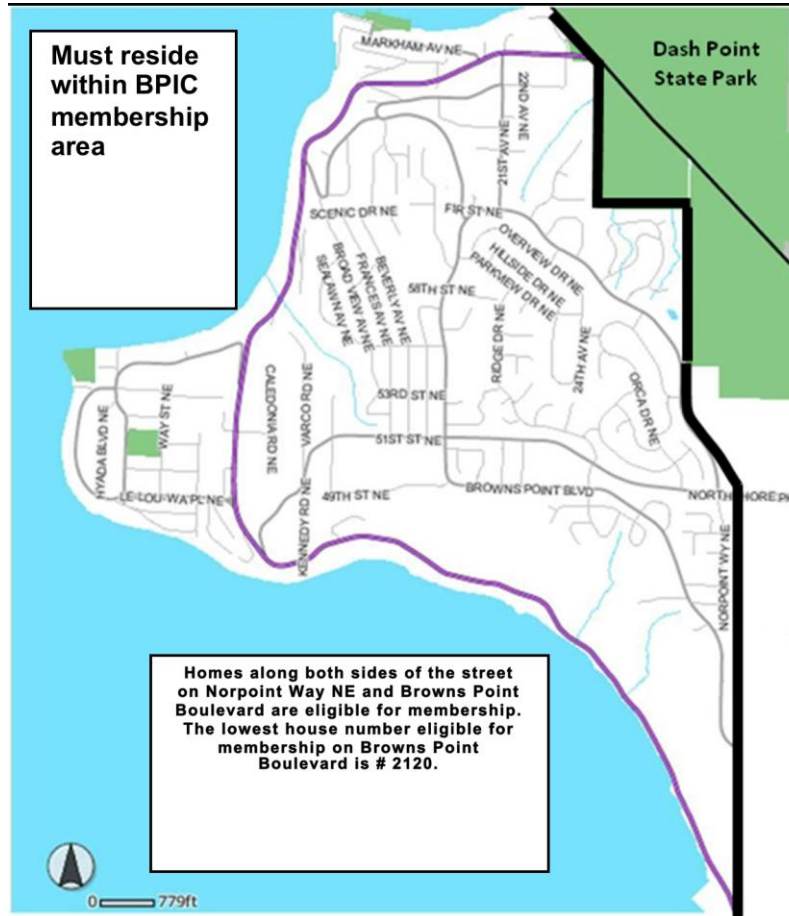 Must reside
within BPIC
membership
area
Dash Point
State Park
MARKHAM AV NE
22ND AV NE
21ST AV NE
SCENIC DR NE
FIR ST NE
OVERVIEW DR NE
HILLSIDE DR NE
PARKVIEW DR NE
BEVERLY AV NE
FRANCES AV NE
BROAD VIEW AV NE
SEALAWN AV NE
58TH ST NE
RIDGE DR NE
24TH AV NE
ORCA DR NE
CALEDONIA RD NE
VARCO RD NE
53RD ST NE
WAY ST NE
HYADA BLVD NE
51ST ST NE
LE-LOU-WA PL NE
KENNEDY RD NE
49TH ST NE
BROWNS POINT BLVD
NORTH HORE P
NORPOINT WY NE
Homes along both sides of the street
on Norpoint Way NE and Browns Point
Boulevard are eligible for membership.
The lowest house number eligible for
membership on Browns Point
Boulevard is # 2120.
0 779ft